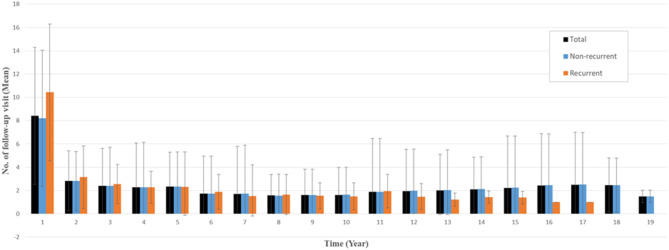 18
16
14
12
10
8
6
4
2
0
-2
No. of follow-up visit (Mean)
Total
Non-recurrent
Recurrent
1 2 3 4 5 6 7 8 9 10 11 12 13 14 15 16 17 18 19
Time (Year)